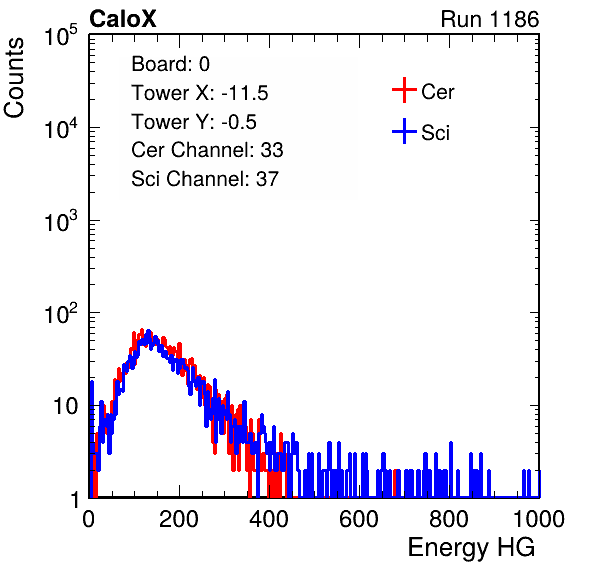 CaloX Run 1186
Counts
10^5
10^4
10^3
10^2
10
1
Board: 0
Tower X: -11.5
Tower Y: -0.5
Cer Channel: 33
Sci Channel: 37
Cer
Sci
0 200 400 600 800 1000
Energy HG